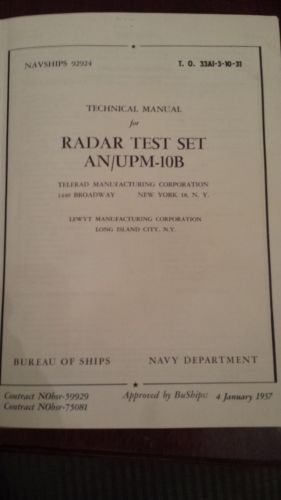 NAVSHIPS 92924 T. O. 33A1-3-10-31
TECHNICAL MANUAL
for
RADAR TEST SET
AN/UPM-10B
TELERAD MANUFACTURING CORPORATION
1440 BROADWAY NEW YORK 18, N. Y.
LEWYT MANUFACTURING CORPORATION
LONG ISLAND CITY, N.Y.
BUREAU OF SHIPS NAVY DEPARTMENT
Contract NObsr-59929 Approved by BuShips: 4 January 1957
Contract NObsr-75081